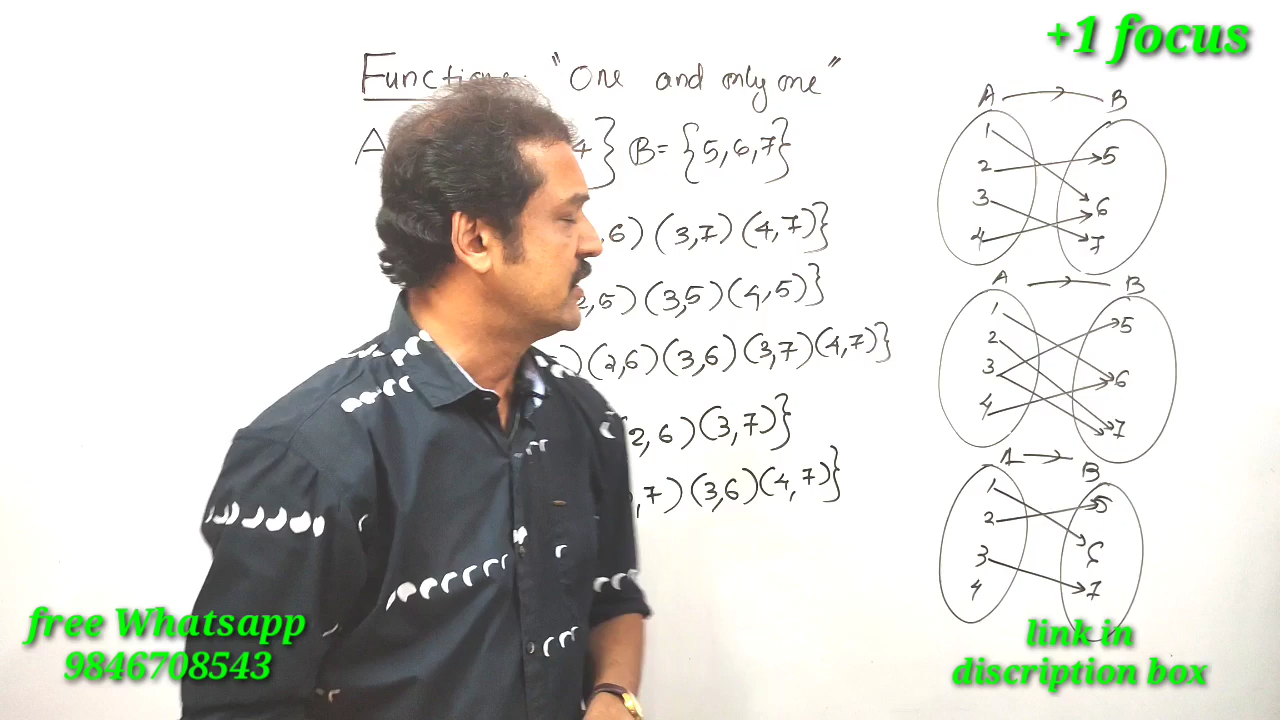 +1 focus
Functions: "One and only one"
A 4} B = {5,6,7}
,6) (3,7) (4,7)}
2,5) (3,5) (4,5)}
) (2,6) (3,6) (3,7) (4,7)}
2,6) (3,7)}
,7) (3,6) (4,7)}
A B
1
2 5
3 6
4 7
A B
1 5
2
3 6
4 7
A B
1 5
2
3 6
4 7
free Whatsapp
9846708543
link in
discription box